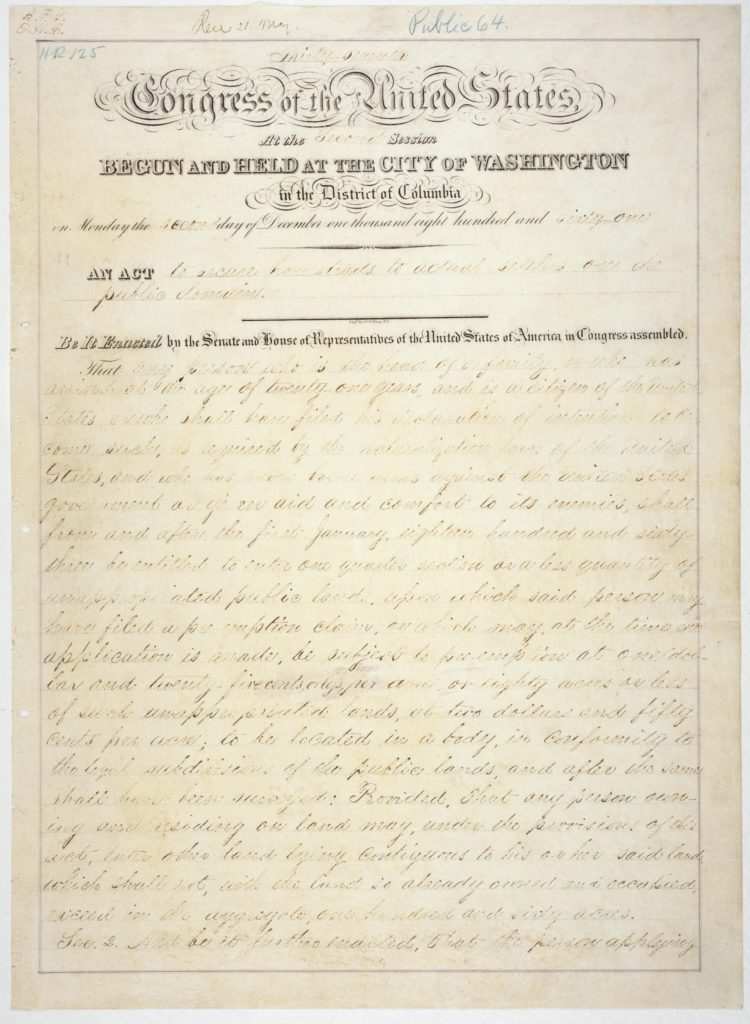 Rec 21. May.
Public 64.
HR 125
Thirty-seventh
Congress of the United States,
At the Second Session
BEGUN AND HELD AT THE CITY OF WASHINGTON
in the District of Columbia
on Monday the second day of December one thousand eight hundred and sixty-one
AN ACT to secure homesteads to actual settlers on the
public domain.
Be It Enacted by the Senate and House of Representatives of the United States of America in Congress assembled.
That any person who is the head of a family, or who has
arrived at the age of twenty-one years, and is a citizen of the United
States, or who shall have filed his declaration of intention to be-
come such, as required by the naturalization laws of the United
States, and who has never borne arms against the United States
government or given aid and comfort to its enemies, shall
from and after the first January, eighteen hundred and sixty-
three be entitled to enter one quarter section or a less quantity of
unappropriated public lands, upon which said person may
have filed a preemption claim, or which may, at the time
application is made, be subject to preemption at one dol-
lar and twenty-five cents, or less, per acre, or eighty acres or less
of such unappropriated lands, at two dollars and fifty
cents per acre; to be located in a body, in conformity to
the legal subdivisions of the public lands, and after the same
shall have been surveyed: Provided, That any person own-
ing and residing on land may, under the provisions of this
act, enter other land lying contiguous to his or her said land,
which shall not, with the land so already owned and occupied,
exceed in the aggregate one hundred and sixty acres.
Sec. 2. And be it further enacted, That the person applying